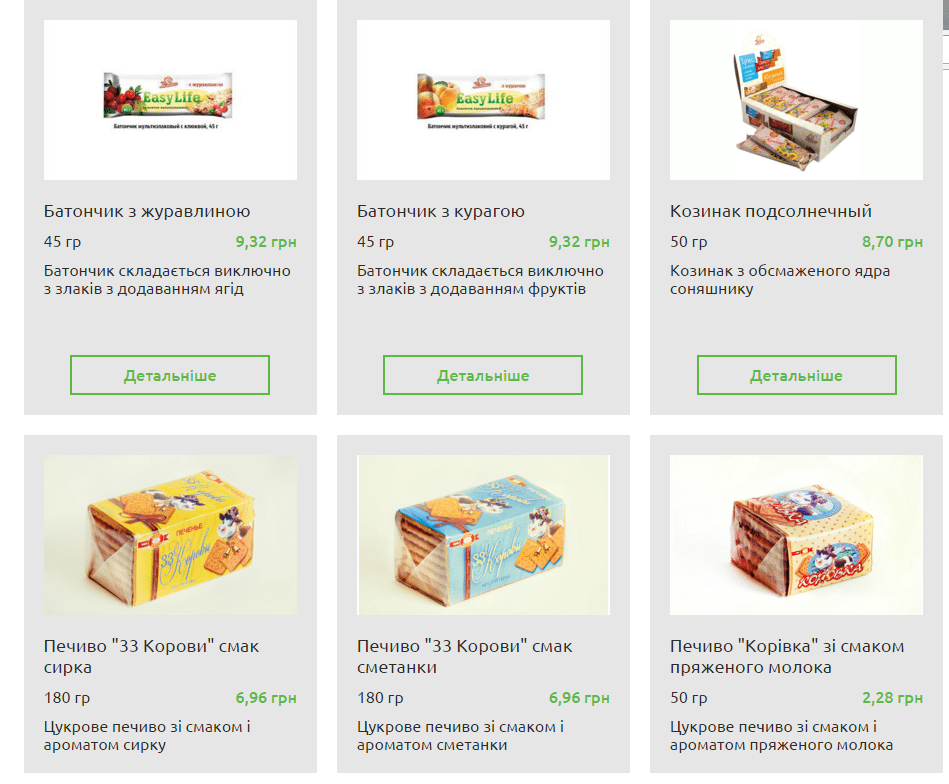 EasyLife
Батончик мультизлаковый с клюквой, 45 г
EasyLife
Батончик мультизлаковый с курагой, 45 г
Батончик з журавлиною
45 гр
9,32 грн
Батончик складається виключно
з злаків з додаванням ягід
Детальніше
Батончик з курагою
45 гр
9,32 грн
Батончик складається виключно
з злаків з додаванням фруктів
Детальніше
Козинак подсолнечный
50 гр
8,70 грн
Козинак з обсмаженого ядра
соняшнику
Детальніше
ПЕЧЕНЬЕ
33 Коровы
ПЕЧЕНЬЕ
33 Коровы
КОРОВКА
Печиво "33 Корови" смак
сирка
180 гр
6,96 грн
Цукрове печиво зі смаком і
ароматом сирку
Печиво "33 Корови" смак
сметанки
180 гр
6,96 грн
Цукрове печиво зі смаком і
ароматом сметанки
Печиво "Корівка" зі смаком
пряженого молока
50 гр
2,28 грн
Цукрове печиво зі смаком і
ароматом пряженого молока